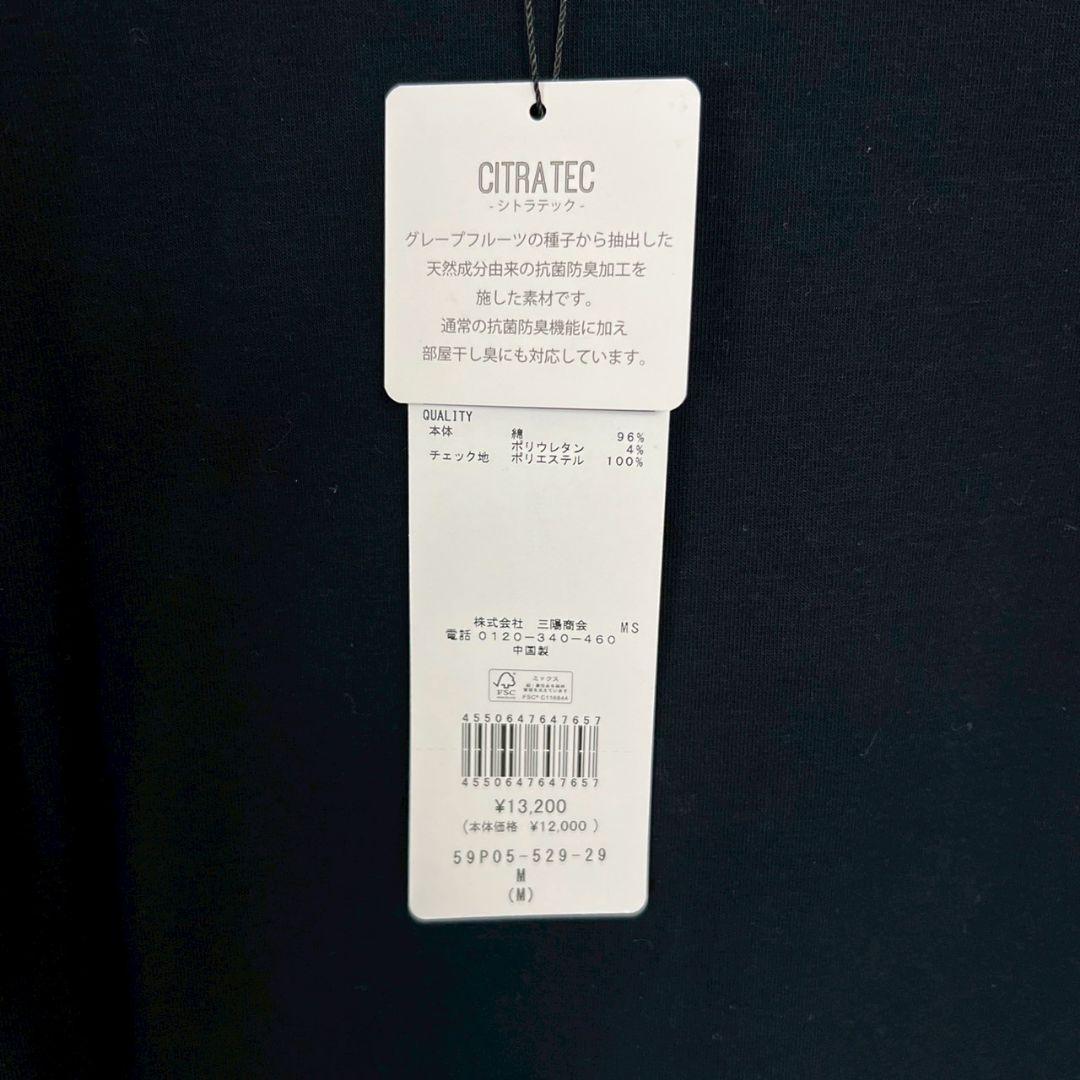 CITRATEC
-シトラテック-
グレープフルーツの種子から抽出した
天然成分由来の抗菌防臭加工を
施した素材です。
通常の抗菌防臭機能に加え
部屋干し臭にも対応しています。
QUALITY
本体 綿 96%
ポリウレタン 4%
チェック地 ポリエステル 100%
株式会社 三陽商会 MS
電話 0120-340-460
中国製
ミックス
FSC
FSC® C116844
4550647647657
4550647647657
¥13,200
(本体価格 ¥12,000 )
59P05-529-29
M
(M)